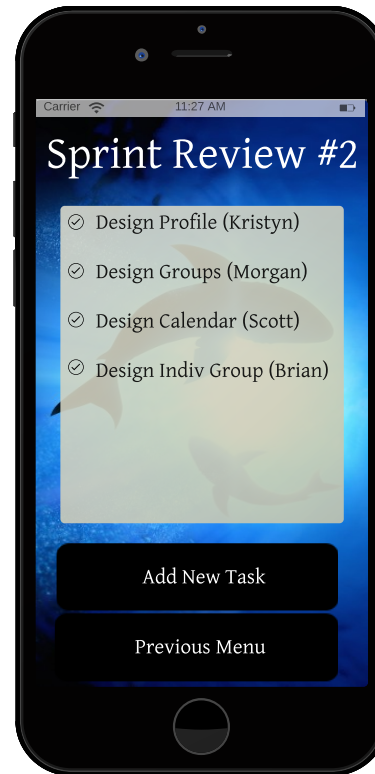 Carrier 11:27 AM
Sprint Review #2
Design Profile (Kristyn)
Design Groups (Morgan)
Design Calendar (Scott)
Design Indiv Group (Brian)
Add New Task
Previous Menu